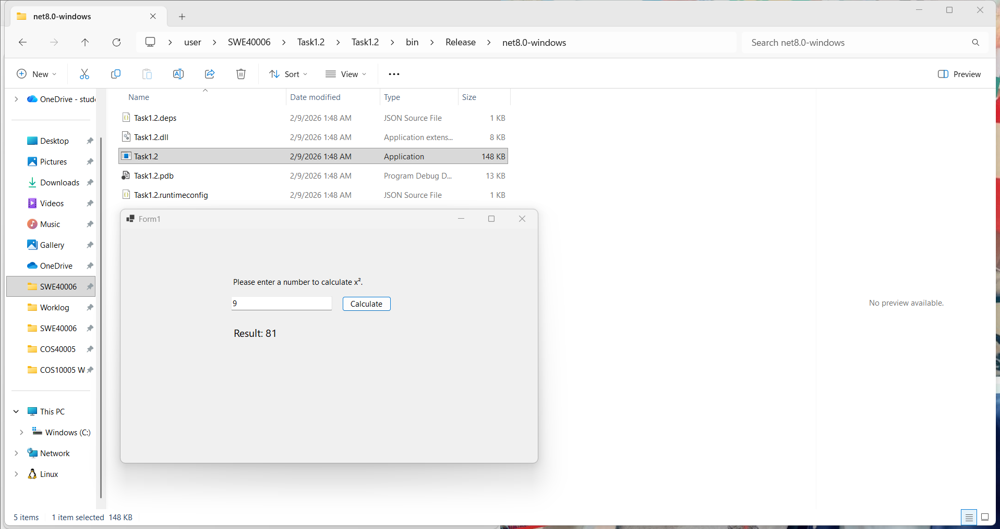 net8.0-windows
user > SWE40006 > Task1.2 > Task1.2 > bin > Release > net8.0-windows
Search net8.0-windows
New
Sort
View
Preview
OneDrive - stude
Desktop
Pictures
Downloads
Videos
Music
Gallery
OneDrive
SWE40006
Worklog
SWE40006
COS40005
COS10005 W
This PC
Windows (C:)
Network
Linux
Name Date modified Type Size
Task1.2.deps 2/9/2026 1:48 AM JSON Source File 1 KB
Task1.2.dll 2/9/2026 1:48 AM Application extens... 8 KB
Task1.2 2/9/2026 1:48 AM Application 148 KB
Task1.2.pdb 2/9/2026 1:48 AM Program Debug D... 13 KB
Task1.2.runtimeconfig 2/9/2026 1:48 AM JSON Source File 1 KB
Form1
Please enter a number to calculate x².
9
Calculate
Result: 81
No preview available.
5 items 1 item selected 148 KB